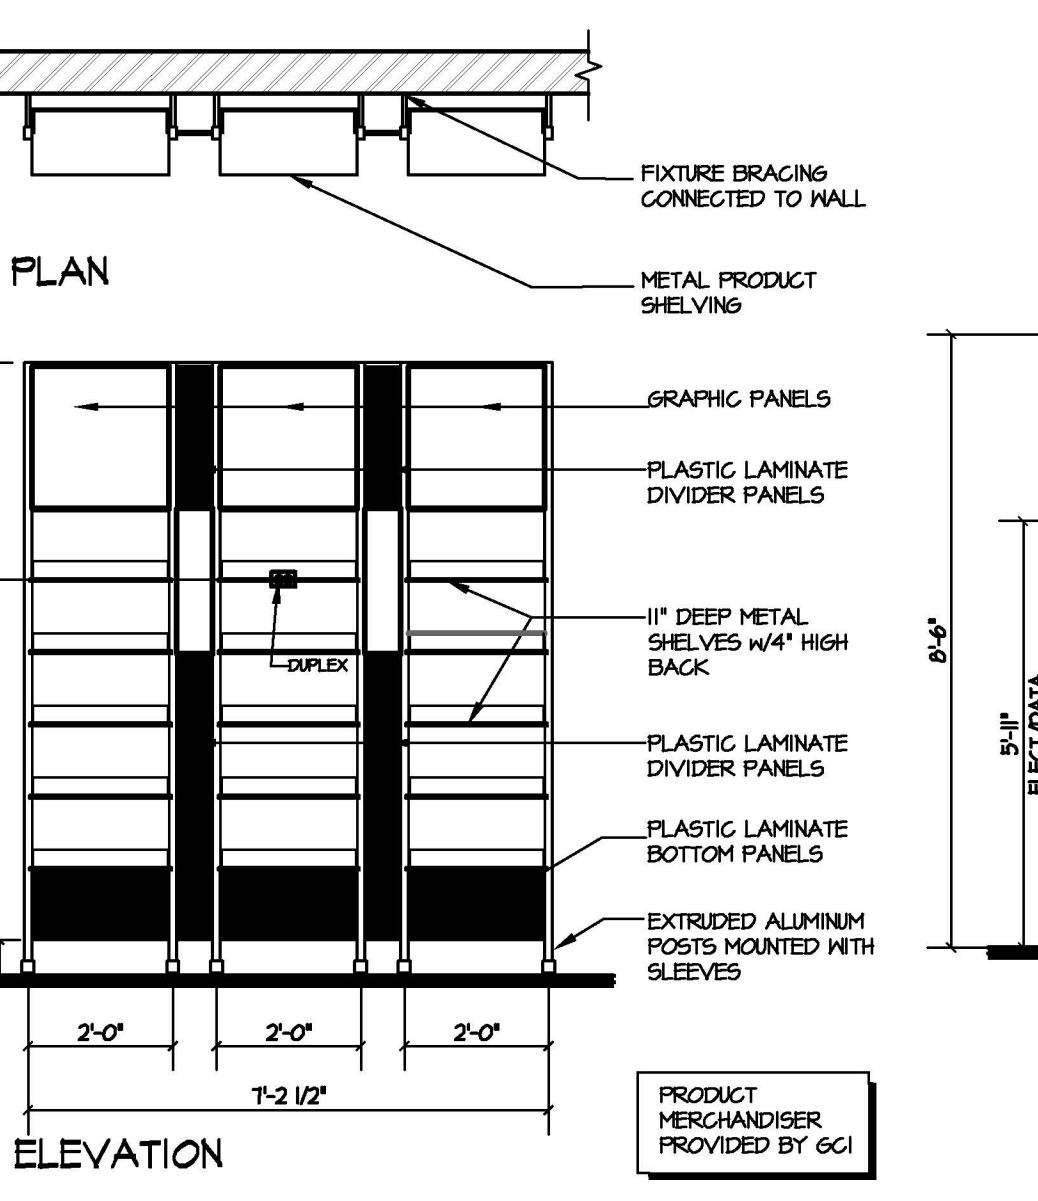 FIXTURE BRACING
CONNECTED TO WALL
PLAN
METAL PRODUCT
SHELVING
GRAPHIC PANELS
PLASTIC LAMINATE
DIVIDER PANELS
11" DEEP METAL
SHELVES W/4" HIGH
BACK
DUPLEX
PLASTIC LAMINATE
DIVIDER PANELS
PLASTIC LAMINATE
BOTTOM PANELS
EXTRUDED ALUMINUM
POSTS MOUNTED WITH
SLEEVES
8'-6"
5'-11"
ELECT/DATA
2'-0"
2'-0"
2'-0"
7'-2 1/2"
ELEVATION
PRODUCT
MERCHANDISER
PROVIDED BY GCI